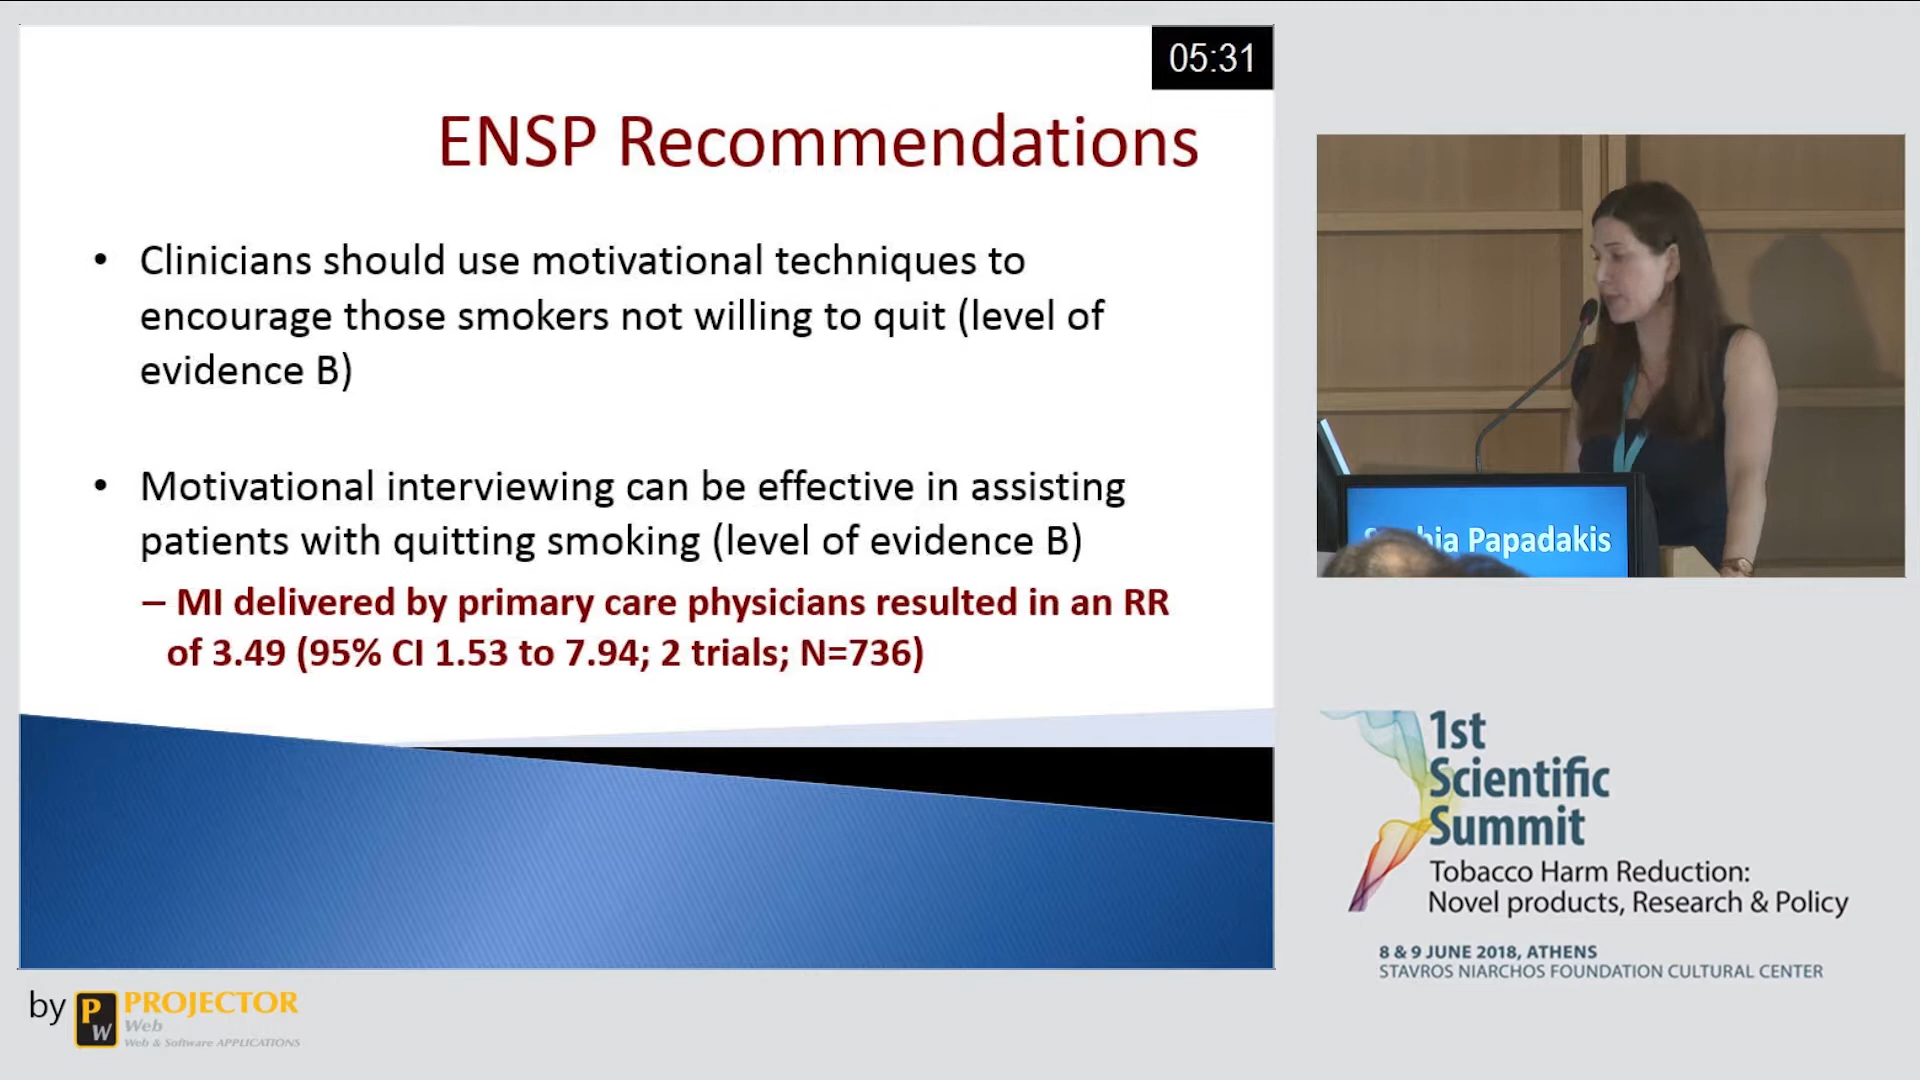 05:31
ENSP Recommendations
• Clinicians should use motivational techniques to
encourage those smokers not willing to quit (level of
evidence B)
• Motivational interviewing can be effective in assisting
patients with quitting smoking (level of evidence B)
– MI delivered by primary care physicians resulted in an RR
of 3.49 (95% CI 1.53 to 7.94; 2 trials; N=736)
Papadakis
1st
Scientific
Summit
Tobacco Harm Reduction:
Novel products, Research & Policy
8 & 9 JUNE 2018, ATHENS
STAVROS NIARCHOS FOUNDATION CULTURAL CENTER
by PW PROJECTOR
Web
Web & Software APPLICATIONS